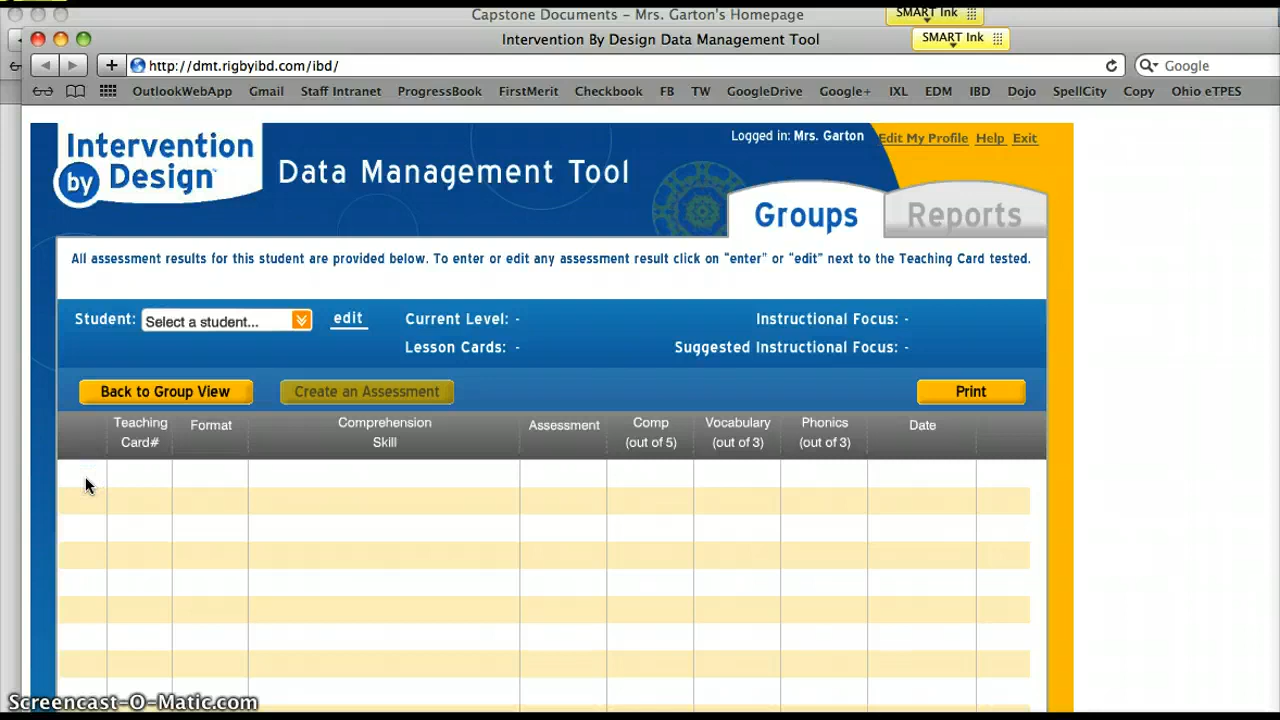 Capstone Documents – Mrs. Garton's Homepage
SMART Ink
Intervention By Design Data Management Tool
SMART Ink
http://dmt.rigbyibd.com/ibd/
Google
OutlookWebApp Gmail Staff Intranet ProgressBook FirstMerit Checkbook FB TW GoogleDrive Google+ IXL EDM IBD Dojo SpellCity Copy Ohio eTPES
Intervention
by Design™
Data Management Tool
Logged in: Mrs. Garton
Edit My Profile Help Exit
Groups
Reports
All assessment results for this student are provided below. To enter or edit any assessment result click on "enter" or "edit" next to the Teaching Card tested.
Student: Select a student... edit Current Level: - Instructional Focus: -
Lesson Cards: - Suggested Instructional Focus: -
Back to Group View Create an Assessment Print
Teaching Card# Format Comprehension Skill Assessment Comp (out of 5) Vocabulary (out of 3) Phonics (out of 3) Date
Screencast-O-Matic.com